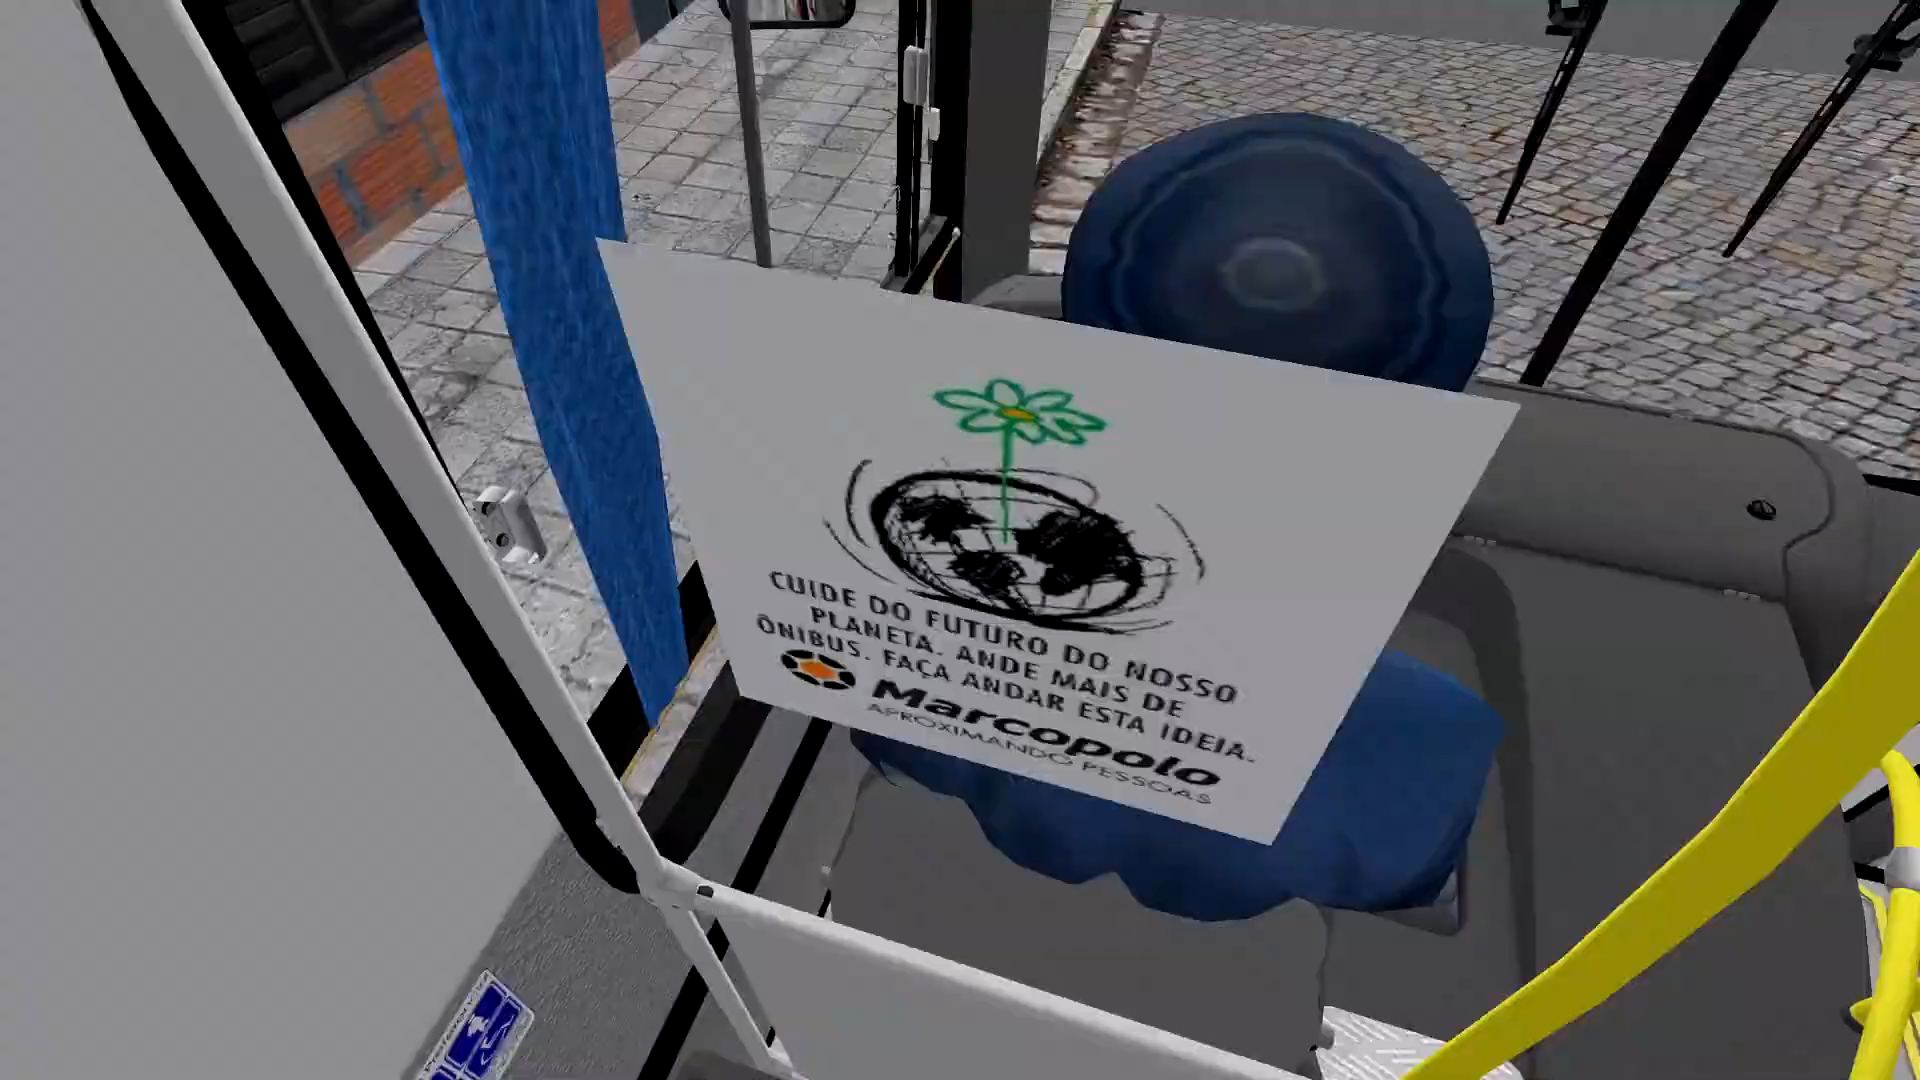 CUIDE DO FUTURO DO NOSSO
PLANETA. ANDE MAIS DE
ÔNIBUS. FAÇA ANDAR ESTA IDEIA.
Marcopolo
APROXIMANDO PESSOAS